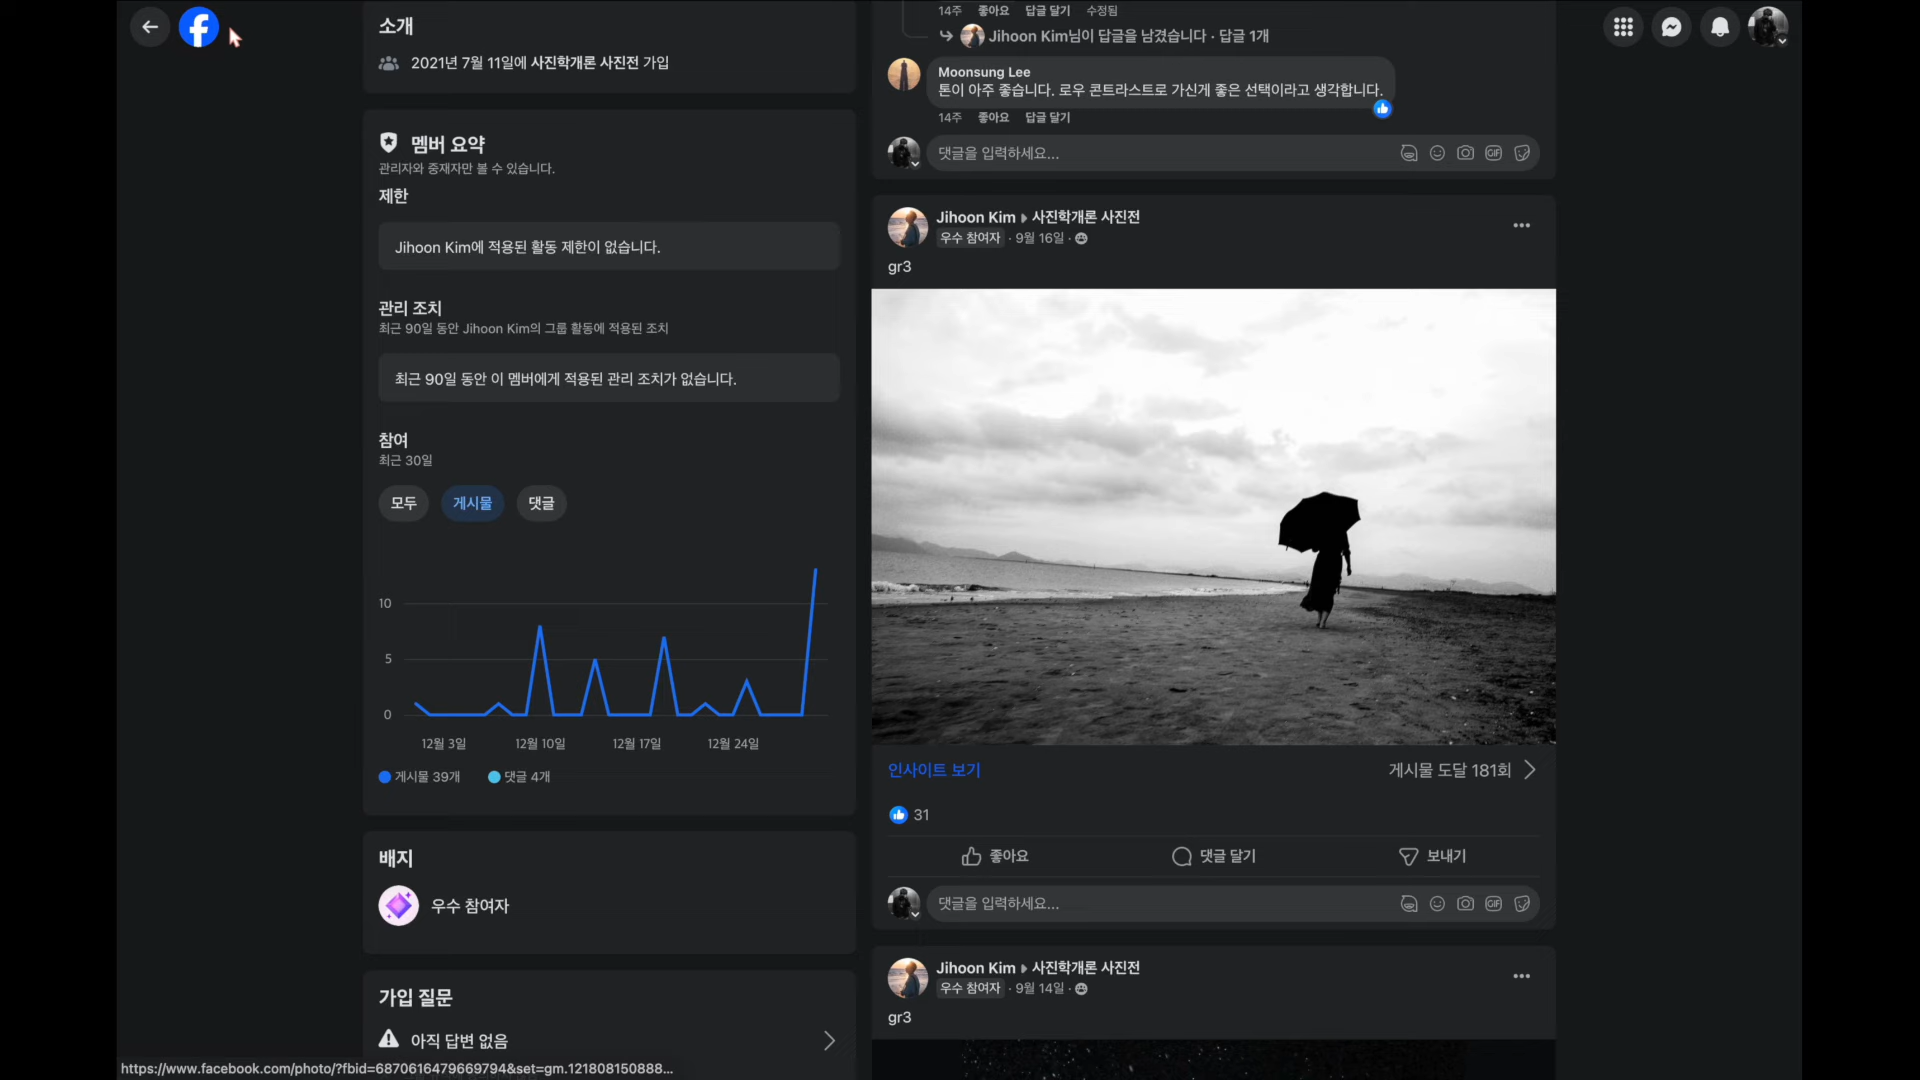 소개
2021년 7월 11일에 사진학개론 사진전 가입
멤버 요약
관리자와 중재자만 볼 수 있습니다.
제한
Jihoon Kim에 적용된 활동 제한이 없습니다.
관리 조치
최근 90일 동안 Jihoon Kim의 그룹 활동에 적용된 조치
최근 90일 동안 이 멤버에게 적용된 관리 조치가 없습니다.
참여
최근 30일
모두 게시물 댓글
10
5
0
12월 3일 12월 10일 12월 17일 12월 24일
게시물 39개 댓글 4개
배지
우수 참여자
가입 질문
아직 답변 없음
https://www.facebook.com/photo/?fbid=6870616479669794&set=gm.121808150888...
14주 좋아요 답글 달기 수정됨
Jihoon Kim님이 답글을 남겼습니다 · 답글 1개
Moonsung Lee
톤이 아주 좋습니다. 로우 콘트라스트로 가신게 좋은 선택이라고 생각합니다.
14주 좋아요 답글 달기
댓글을 입력하세요...
GIF
Jihoon Kim 사진학개론 사진전
우수 참여자 · 9월 16일 ·
gr3
인사이트 보기 게시물 도달 181회
31
좋아요 댓글 달기 보내기
댓글을 입력하세요...
GIF
Jihoon Kim 사진학개론 사진전
우수 참여자 · 9월 14일 ·
gr3